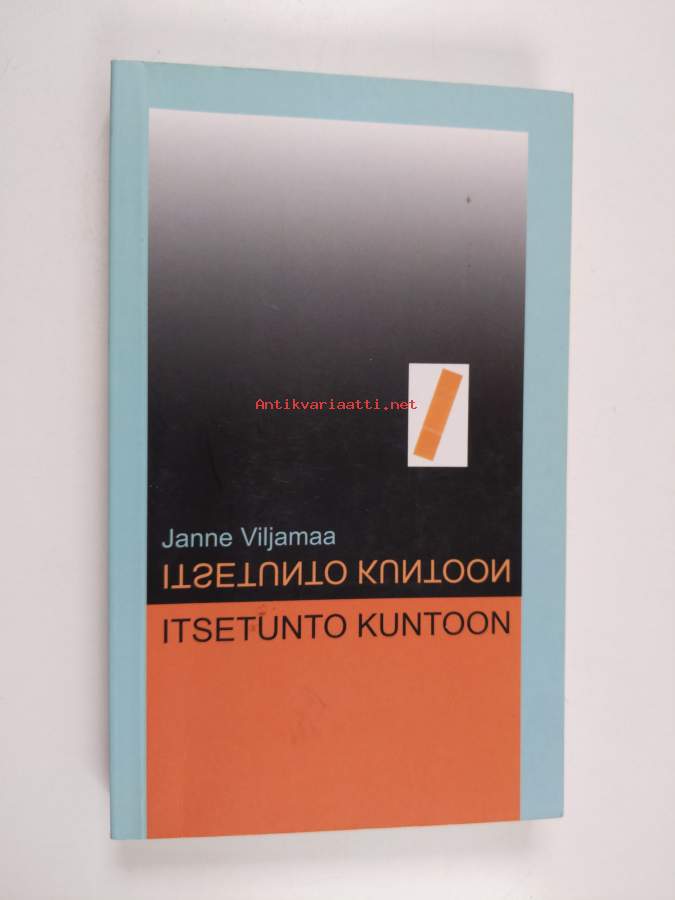 Antikvariaatti.net
Janne Viljamaa
ITSETUNTO KUNTOON
ITSETUNTO KUNTOON